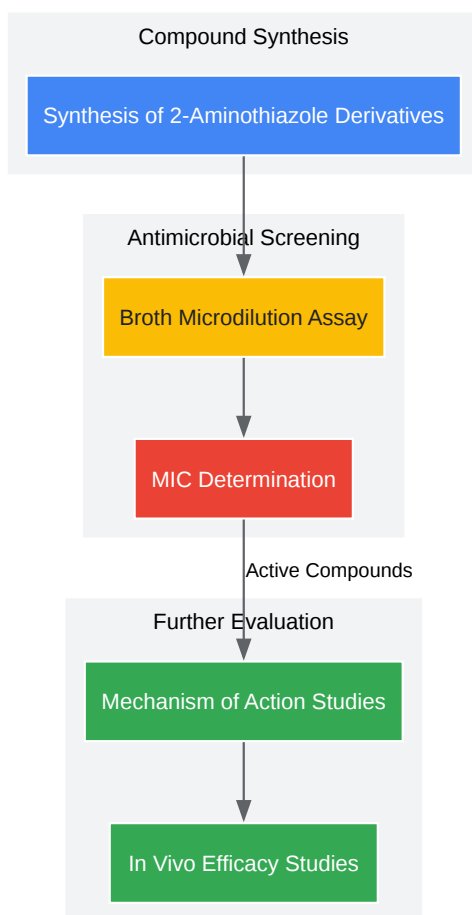 Compound Synthesis
Synthesis of 2-Aminothiazole Derivatives
Antimicrobial Screening
Broth Microdilution Assay
MIC Determination
Active Compounds
Further Evaluation
Mechanism of Action Studies
In Vivo Efficacy Studies